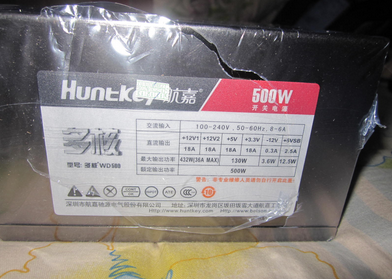 Huntkey 航嘉
500W
开关电源
多核
型号: 多核WD500
交流输入 100-240V, 50-60Hz, 8-6A
直流输出 +12V1 +12V2 +5V +3.3V -12V +5VSB
18A 18A 16A 18A 0.3A 2.5A
最大输出功率 432W(36A MAX) 130W 3.6W 12.5W
额定输出功率 500W
www.huntkey.com